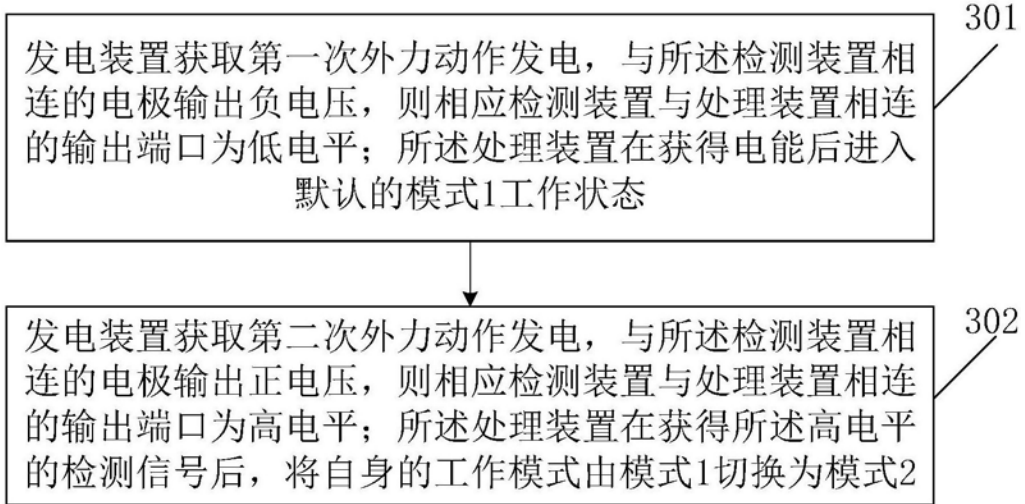 301
发电装置获取第一次外力动作发电，与所述检测装置相
连的电极输出负电压，则相应检测装置与处理装置相连
的输出端口为低电平；所述处理装置在获得电能后进入
默认的模式1工作状态
302
发电装置获取第二次外力动作发电，与所述检测装置相
连的电极输出正电压，则相应检测装置与处理装置相连
的输出端口为高电平；所述处理装置在获得所述高电平
的检测信号后，将自身的工作模式由模式1切换为模式2